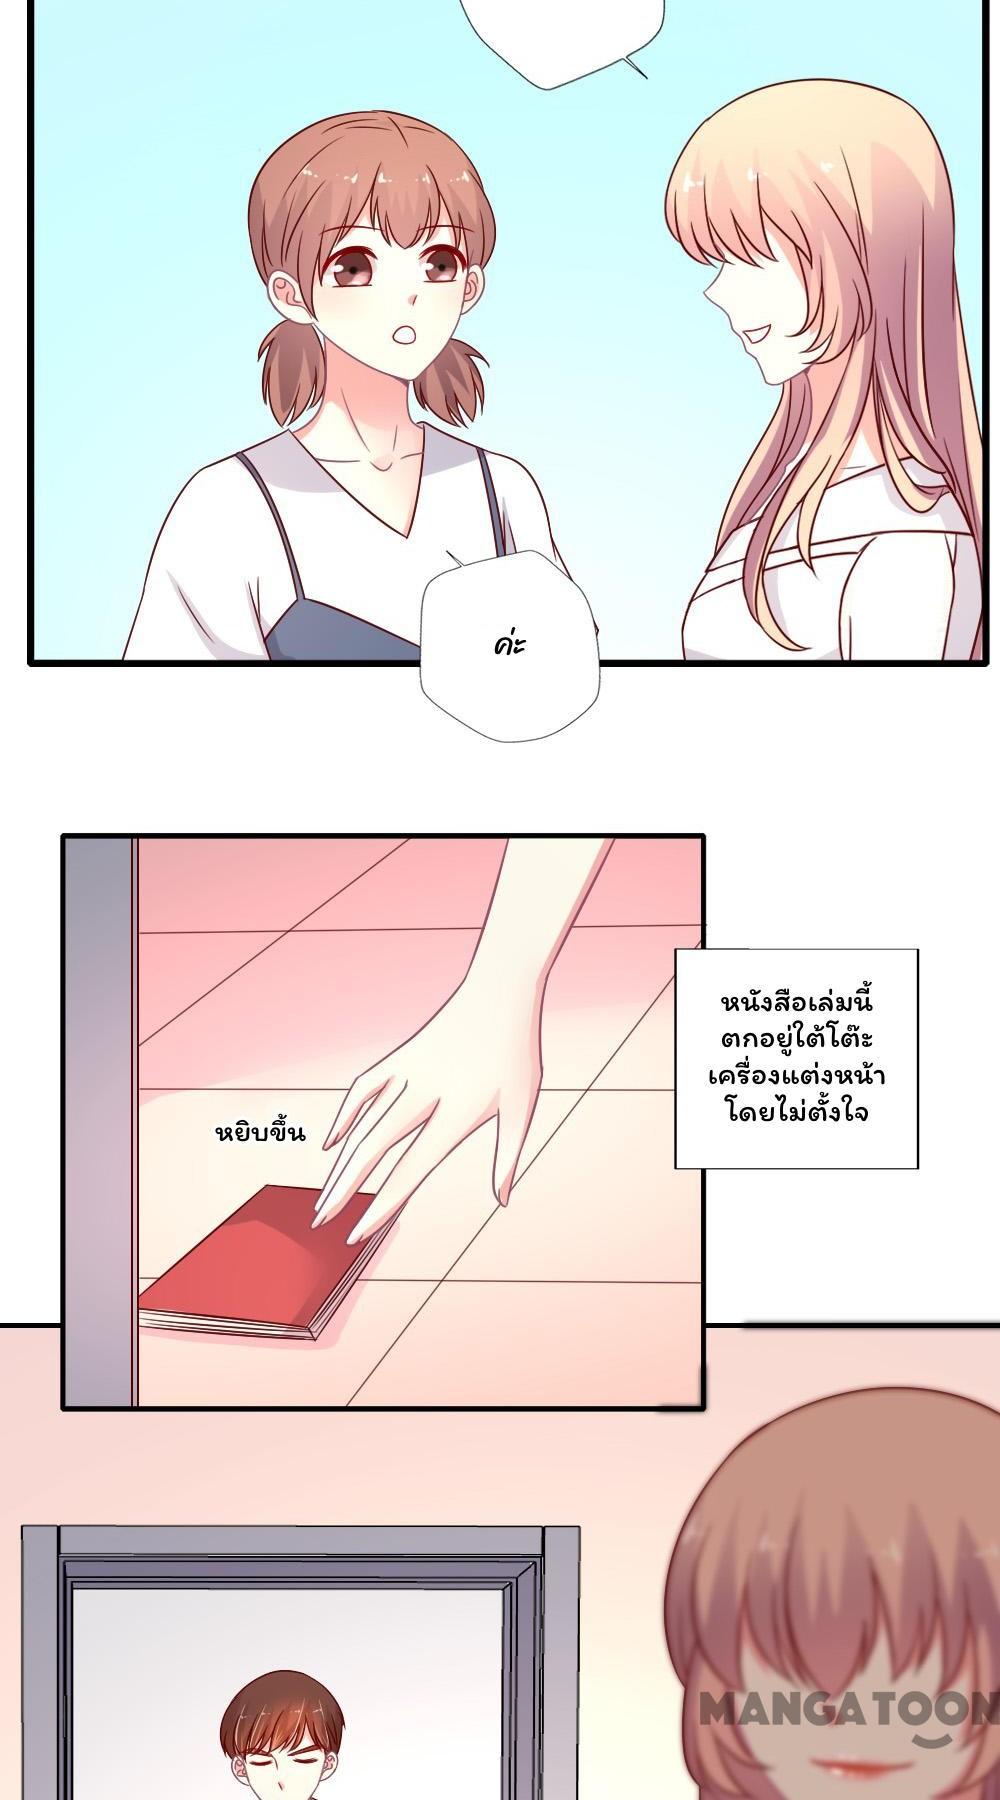 ค่ะ
หนังสือเล่มนี้
ตกอยู่ใต้โต๊ะ
เครื่องแต่งหน้า
โดยไม่ตั้งใจ
หยิบขึ้น
MANGATOON